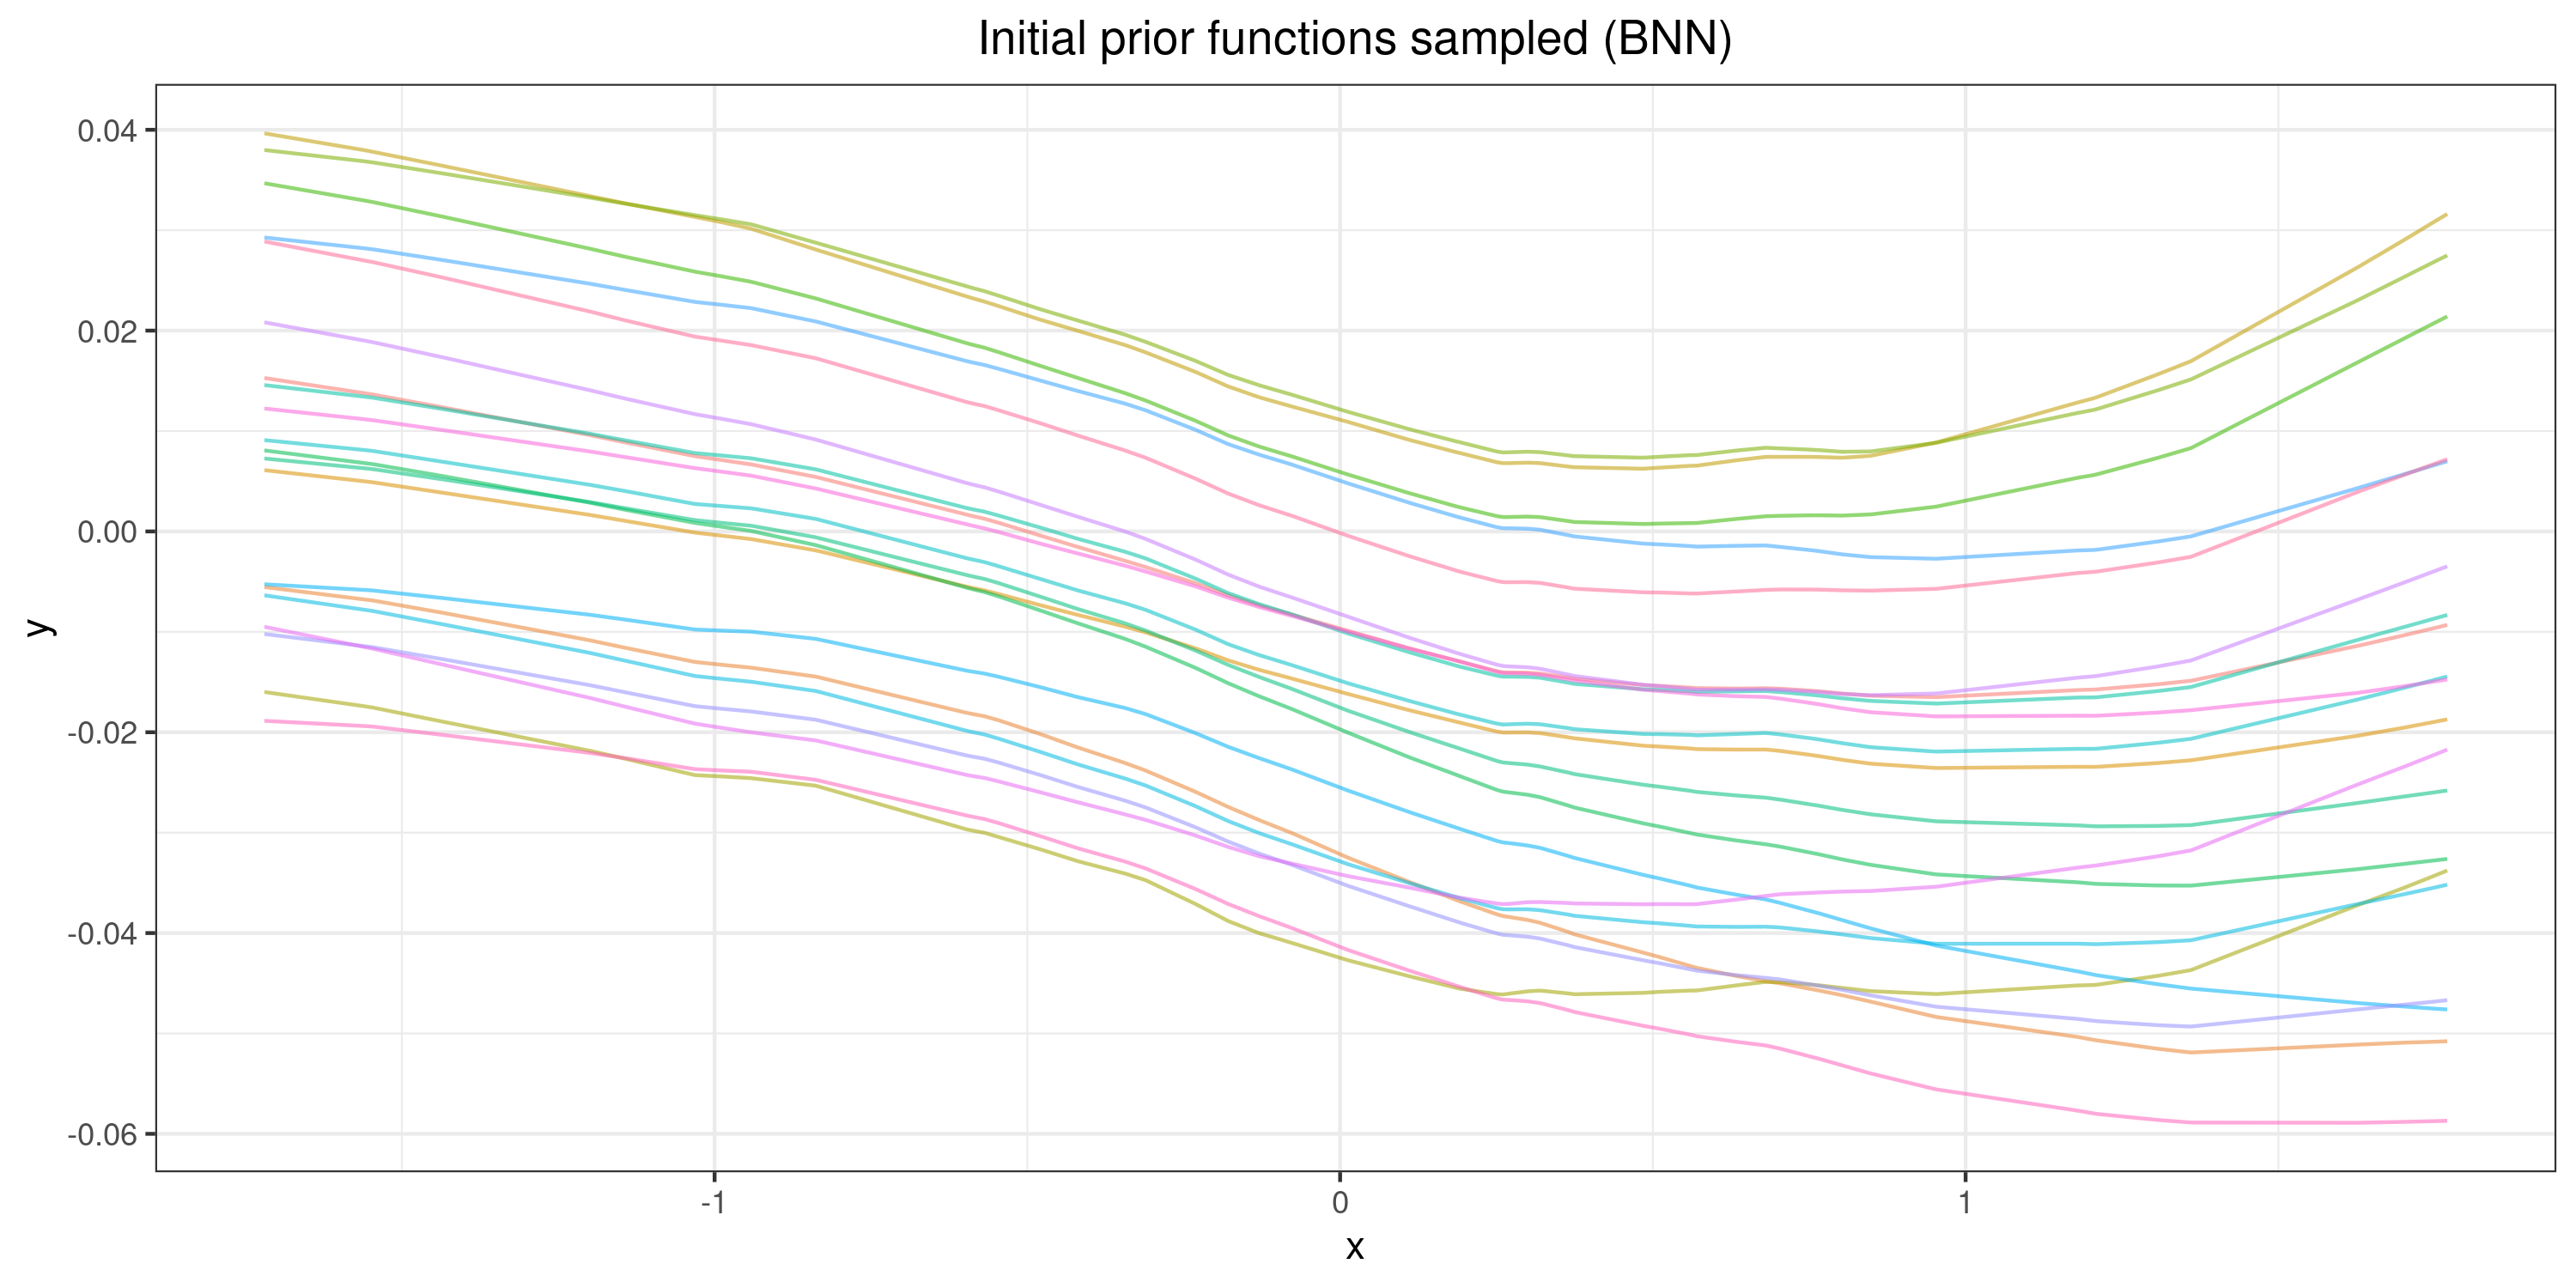 Initial prior functions sampled (BNN)
0.04
0.02
0.00
-0.02
-0.04
-0.06
y
-1 0 1
x